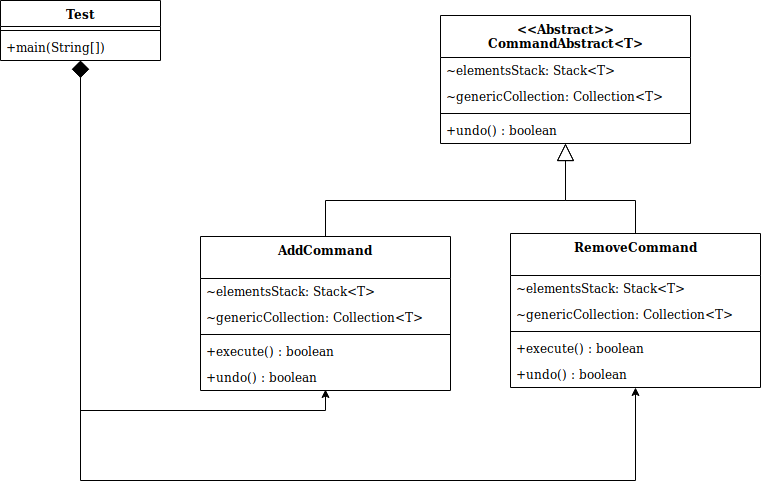 Test
+main(String[])
<<Abstract>>
CommandAbstract<T>
~elementsStack: Stack<T>
~genericCollection: Collection<T>
+undo() : boolean
AddCommand
~elementsStack: Stack<T>
~genericCollection: Collection<T>
+execute() : boolean
+undo() : boolean
RemoveCommand
~elementsStack: Stack<T>
~genericCollection: Collection<T>
+execute() : boolean
+undo() : boolean